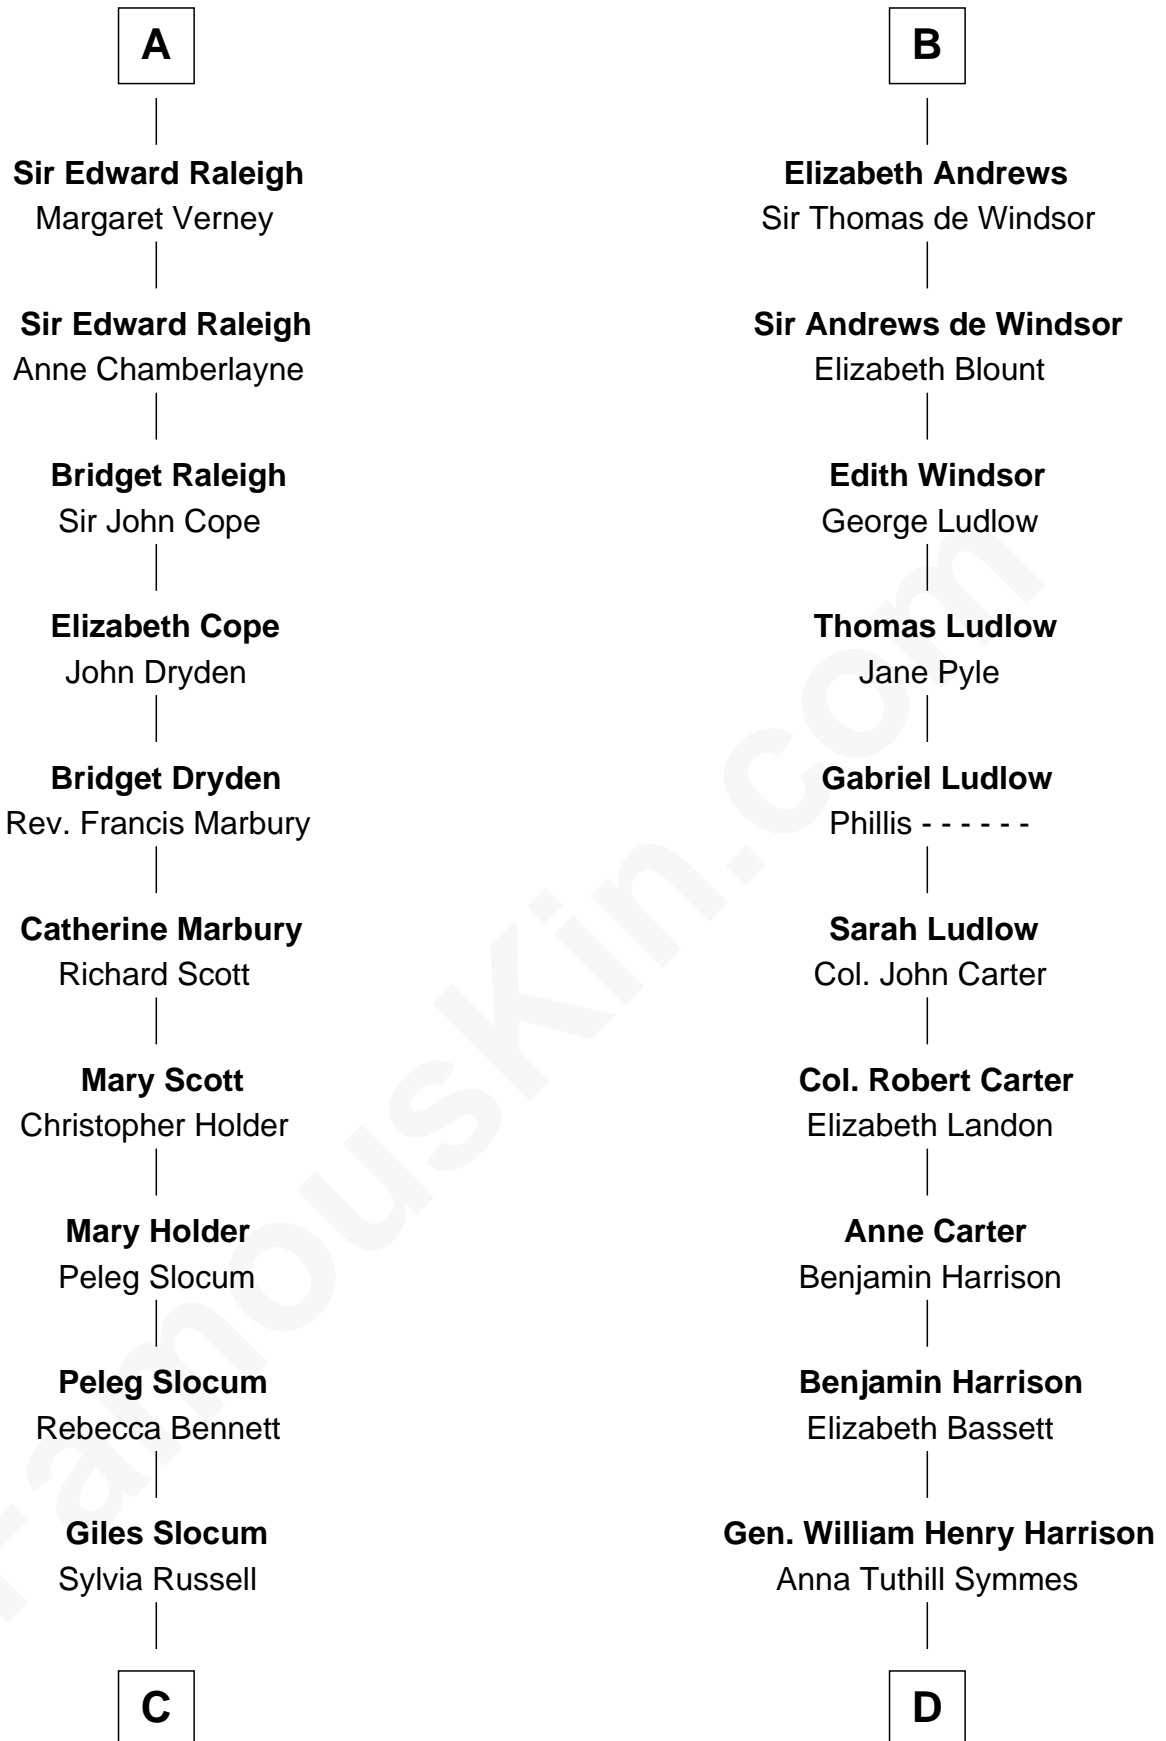 A
Sir Edward Raleigh
Margaret Verney
Sir Edward Raleigh
Anne Chamberlayne
Bridget Raleigh
Sir John Cope
Elizabeth Cope
John Dryden
Bridget Dryden
Rev. Francis Marbury
Catherine Marbury
Richard Scott
Mary Scott
Christopher Holder
Mary Holder
Peleg Slocum
Peleg Slocum
Rebecca Bennett
Giles Slocum
Sylvia Russell
C
B
Elizabeth Andrews
Sir Thomas de Windsor
Sir Andrews de Windsor
Elizabeth Blount
Edith Windsor
George Ludlow
Thomas Ludlow
Jane Pyle
Gabriel Ludlow
Phillis - - - - - -
Sarah Ludlow
Col. John Carter
Col. Robert Carter
Elizabeth Landon
Anne Carter
Benjamin Harrison
Benjamin Harrison
Elizabeth Bassett
Gen. William Henry Harrison
Anna Tuthill Symmes
D
FamousKin.com